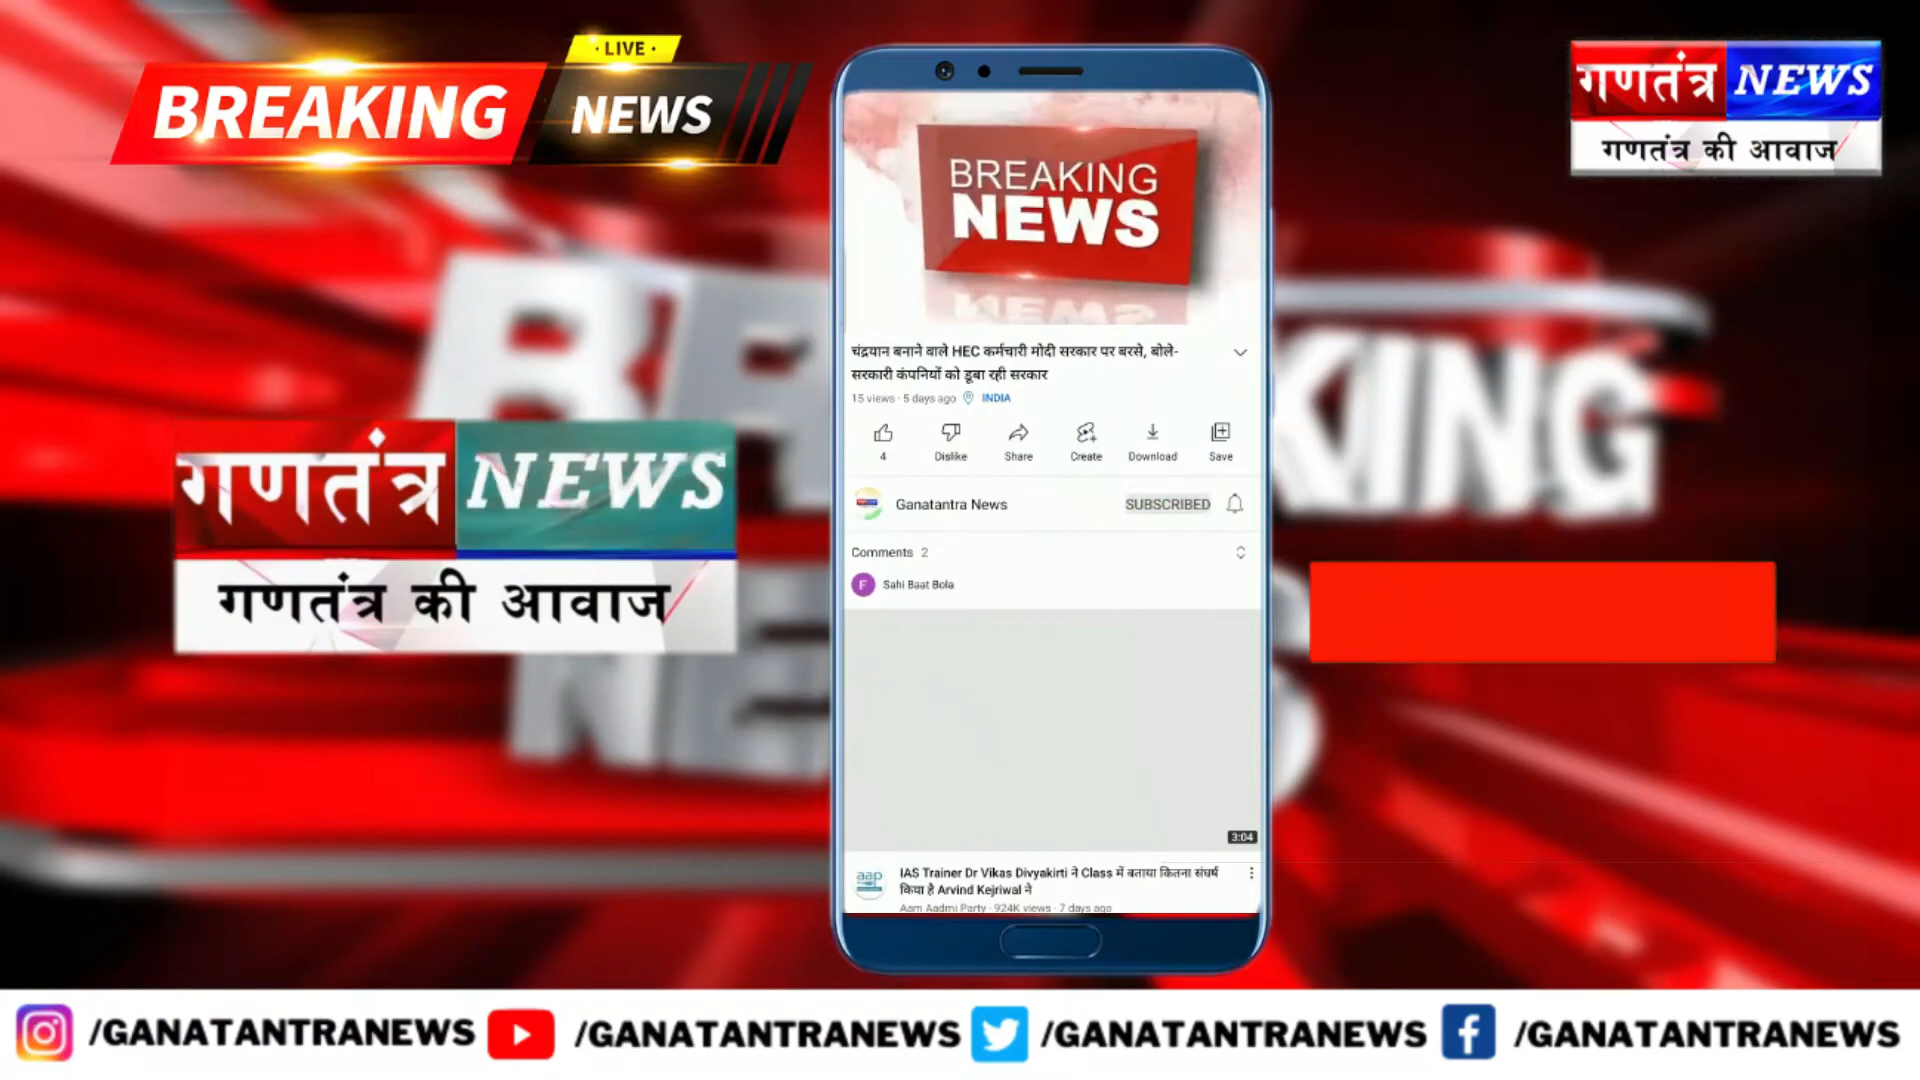 · LIVE ·
BREAKING NEWS
गणतंत्र NEWS
गणतंत्र की आवाज
BREAKING
NEWS
चंद्रयान बनाने वाले HEC कर्मचारी मोदी सरकार पर बरसे, बोले-
सरकारी कंपनियों को डूबा रही सरकार
15 views · 5 days ago INDIA
4 Dislike Share Create Download Save
Ganatantra News SUBSCRIBED
Comments 2
F Sahi Baat Bola
3:04
aap
IAS Trainer Dr Vikas Divyakirti ने Class में बताया कितना संघर्ष
किया है Arvind Kejriwal ने
Aam Aadmi Party · 924K views · 7 days ago
गणतंत्र NEWS
गणतंत्र की आवाज
KING
/GANATANTRANEWS /GANATANTRANEWS /GANATANTRANEWS /GANATANTRANEWS